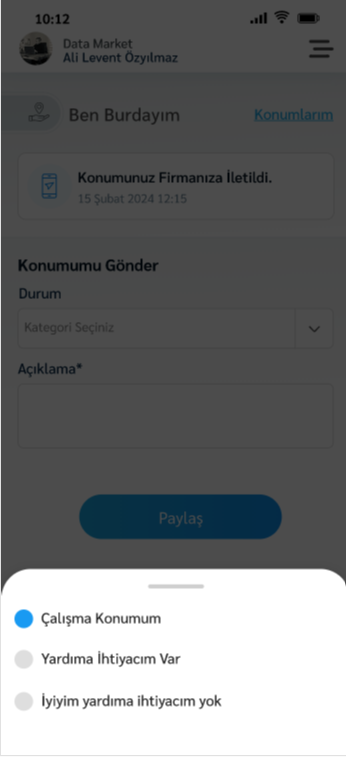 10:12
Data Market
Ali Levent Özyılmaz
Ben Burdayım
Konumlarım
Konumunuz Firmanıza İletildi.
15 Şubat 2024 12:15
Konumumu Gönder
Durum
Kategori Seçiniz
Açıklama*
Paylaş
Çalışma Konumum
Yardıma İhtiyacım Var
İyiyim yardıma ihtiyacım yok